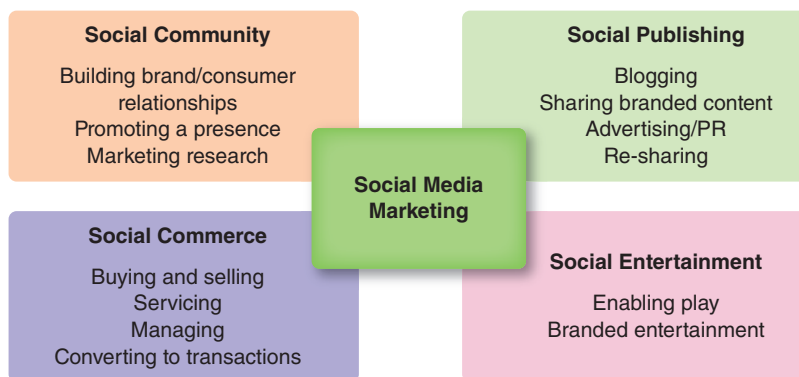 Social Community
Building brand/consumer
relationships
Promoting a presence
Marketing research
Social Publishing
Blogging
Sharing branded content
Advertising/PR
Re-sharing
Social Media
Marketing
Social Commerce
Buying and selling
Servicing
Managing
Converting to transactions
Social Entertainment
Enabling play
Branded entertainment